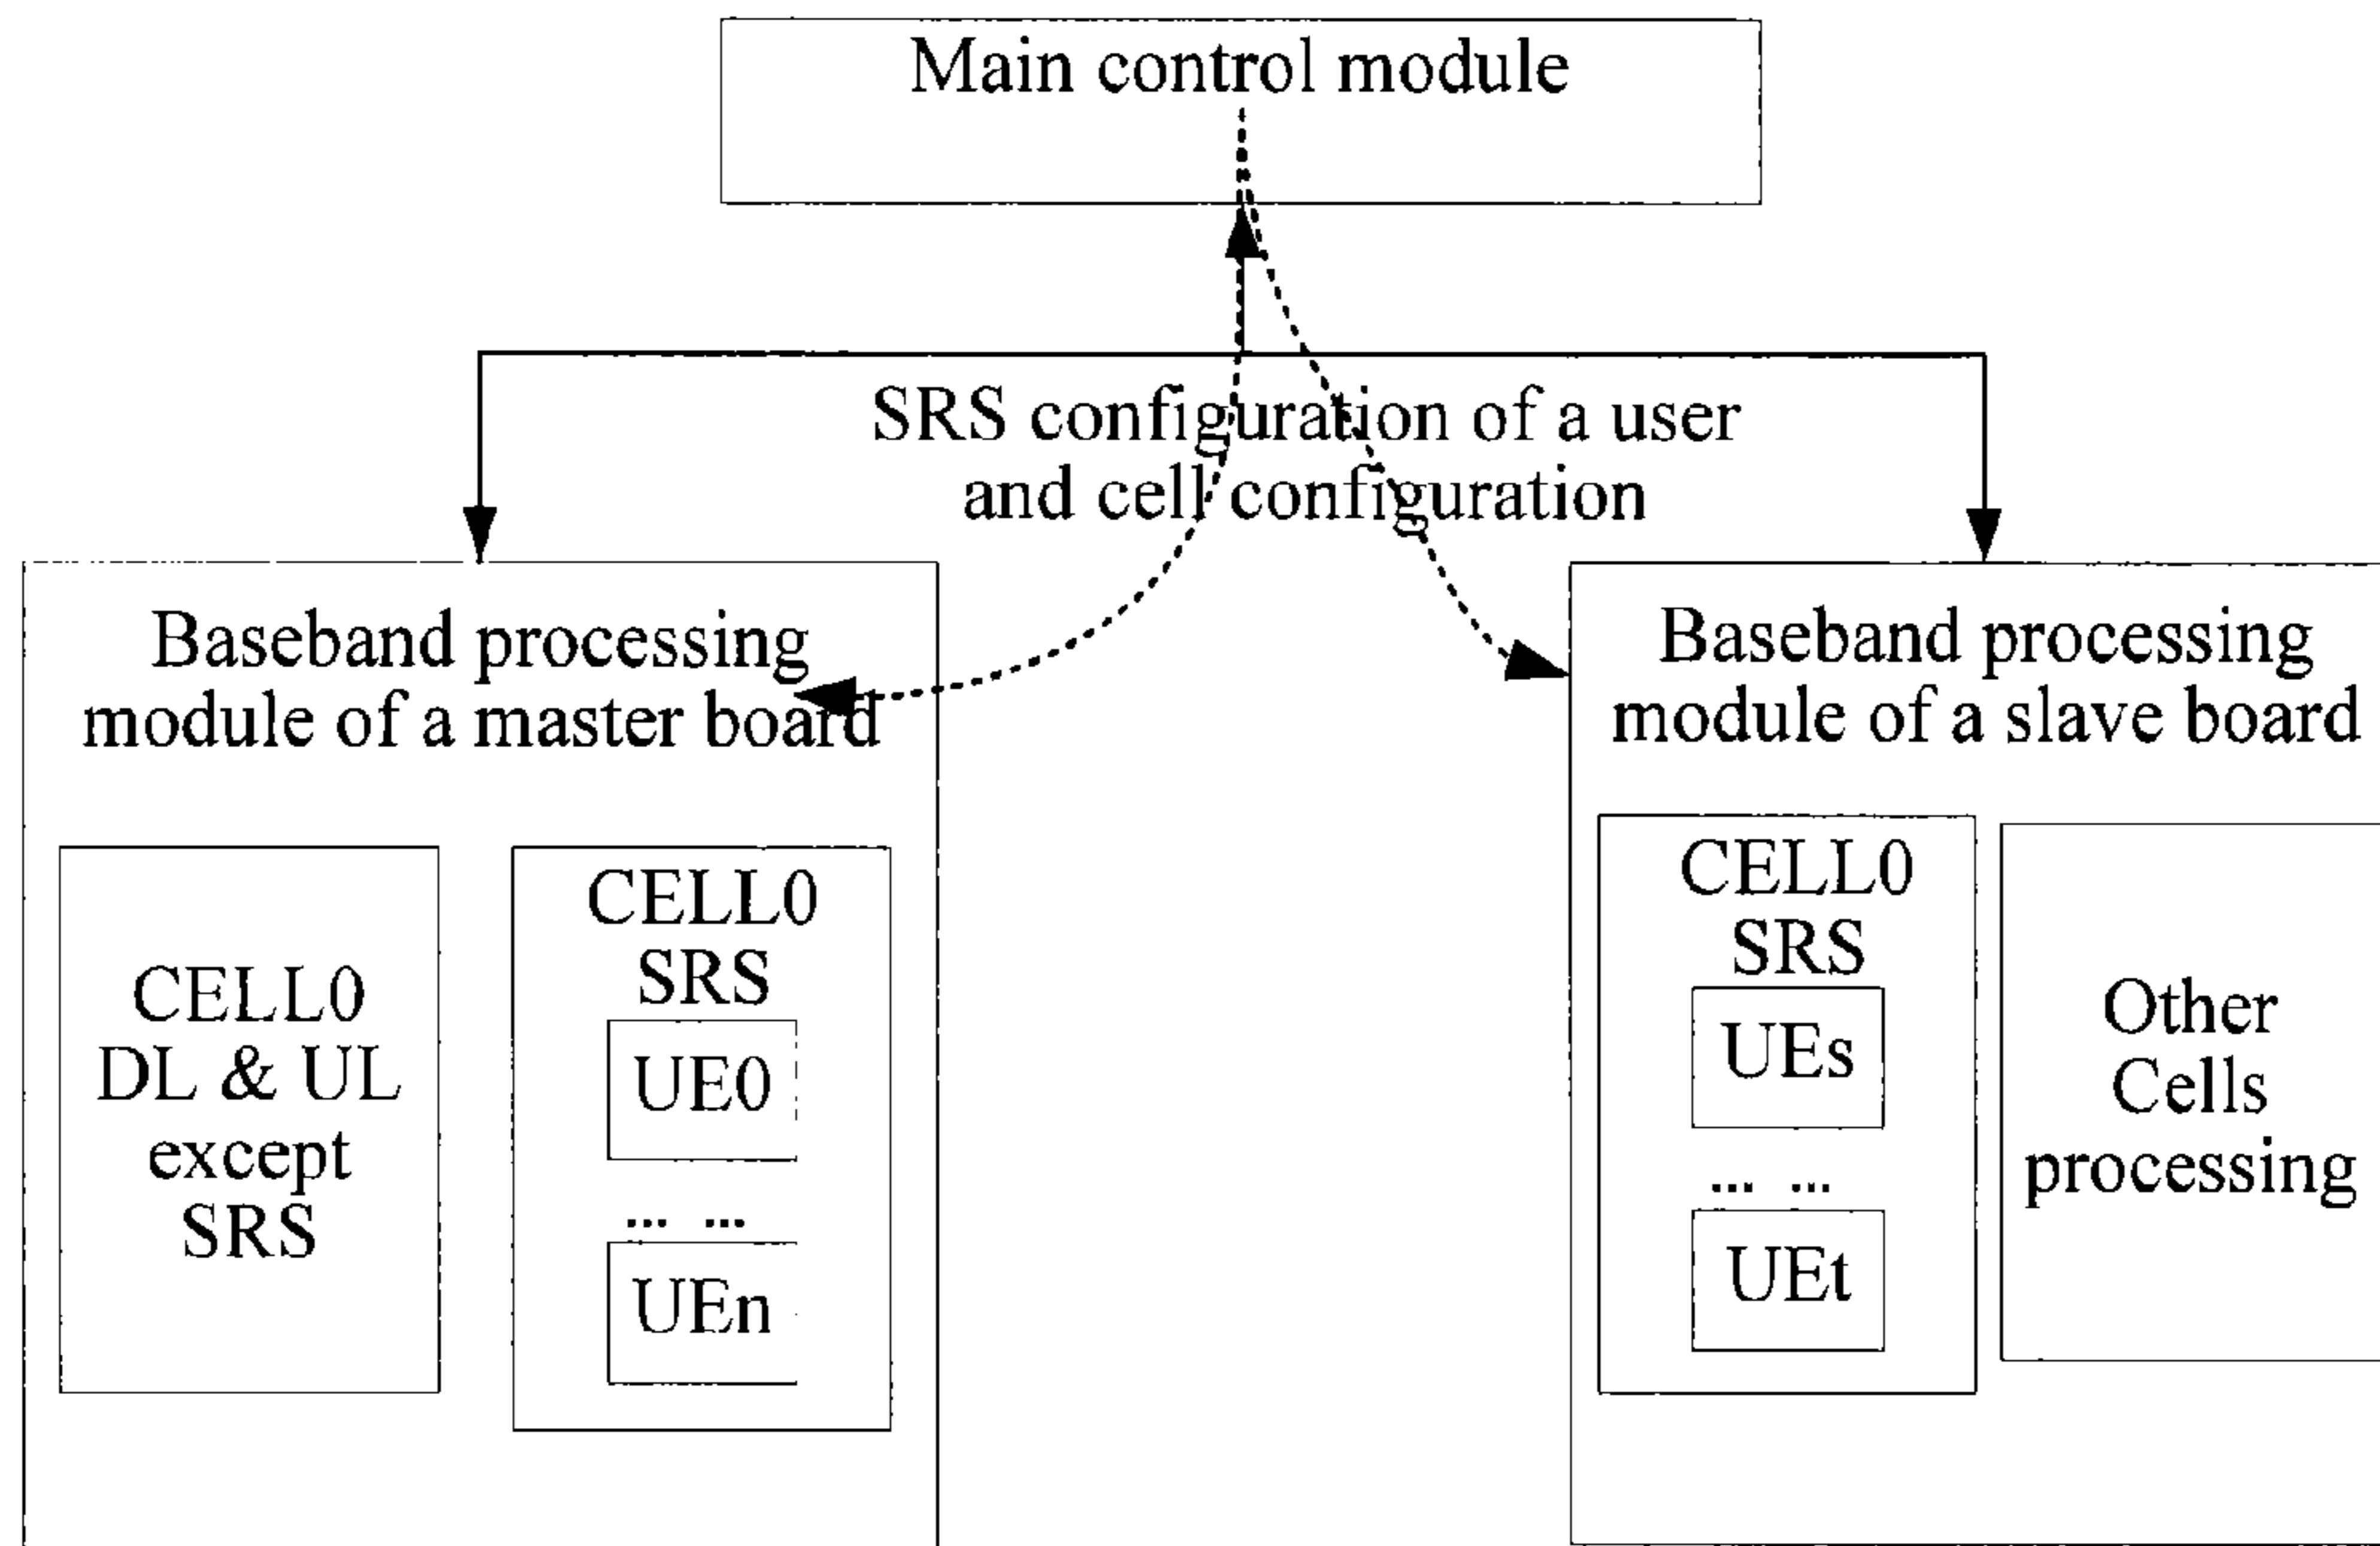 Main control module
SRS configuration of a user
and cell configuration
Baseband processing
module of a master board
CELL0
DL & UL
except
SRS
CELL0
SRS
UE0
... ...
UEn
Baseband processing
module of a slave board
CELL0
SRS
UEs
... ...
UEt
Other
Cells
processing